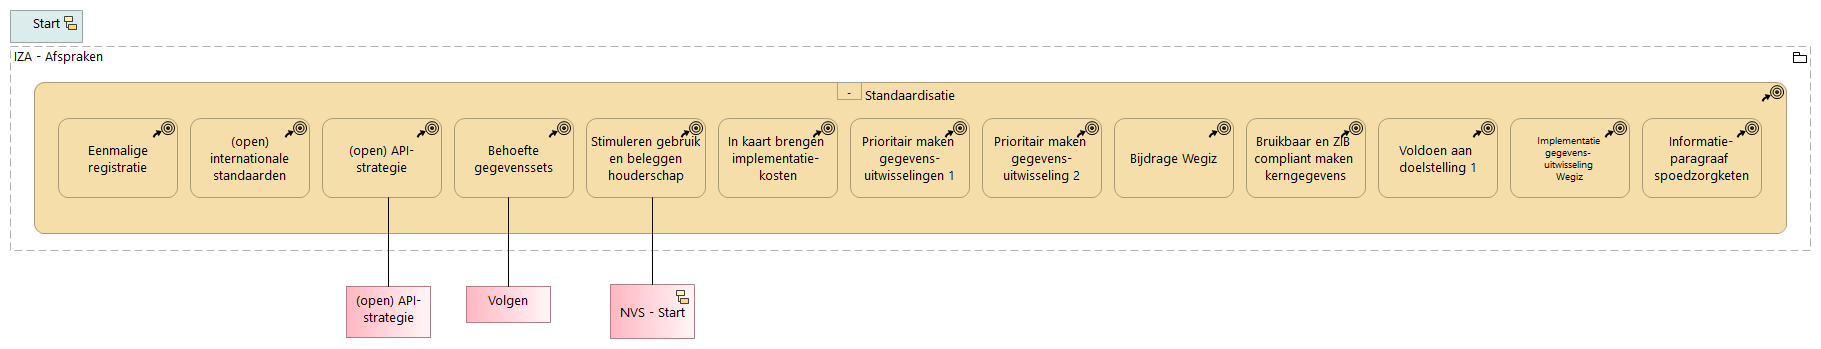 Start
IZA - Afspraken
-
Standaardisatie
Eenmalige
registratie
(open)
internationale
standaarden
(open) API-
strategie
Behoefte
gegevenssets
Stimuleren gebruik
en beleggen
houderschap
In kaart brengen
implementatie-
kosten
Prioritair maken
gegevens-
uitwisselingen 1
Prioritair maken
gegevens-
uitwisseling 2
Bijdrage Wegiz
Bruikbaar en ZIB
compliant maken
kerngegevens
Voldoen aan
doelstelling 1
Implementatie
gegevens-
uitwisseling
Wegiz
Informatie-
paragraaf
spoedzorgketen
(open) API-
strategie
Volgen
NVS - Start